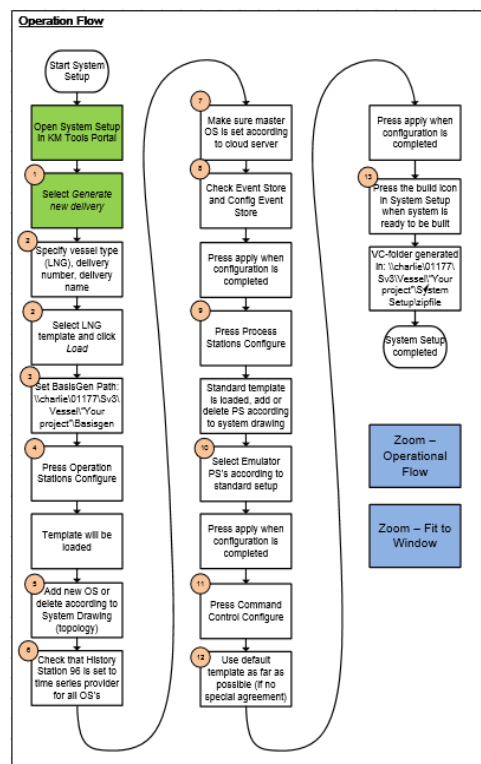 Operation Flow
Start System
Setup
Open System Setup
in KM Tools
Portal
1
Select Generate
new delivery
2
Specify vessel type
(LNG), delivery
number, delivery
name
2
Select LNG
template and click
Load
3
Set BasisGen Path:
\\charlie\01177\Sv3\
Vessel\"Your
project"\Basisgen
4
Press Operation
Stations Configure
Template will be
loaded
5
Add new OS or
delete according to
System Drawing
(topology)
6
Check that History
Station 96 is set to
time series provider
for all OS's
7
Make sure master
OS is set according
to cloud server
8
Check Event Store
and Config Event
Store
Press apply when
configuration is
completed
9
Press Process
Stations Configure
Standard template
is loaded, add or
delete PS according
to system drawing
10
Select Emulator
PS's according to
standard setup
Press apply when
configuration is
completed
11
Press Command
Control Configure
12
Use default
template as far as
possible (if no
special agreement)
Press apply when
configuration is
completed
13
Press the build icon
in System Setup
when system is
ready to be built
VC-folder generated
in: \\charlie\01177\
Sv3\Vessel\"Your
project"\System
Setup\zipfile
System Setup
completed
Zoom –
Operational
Flow
Zoom – Fit to
Window